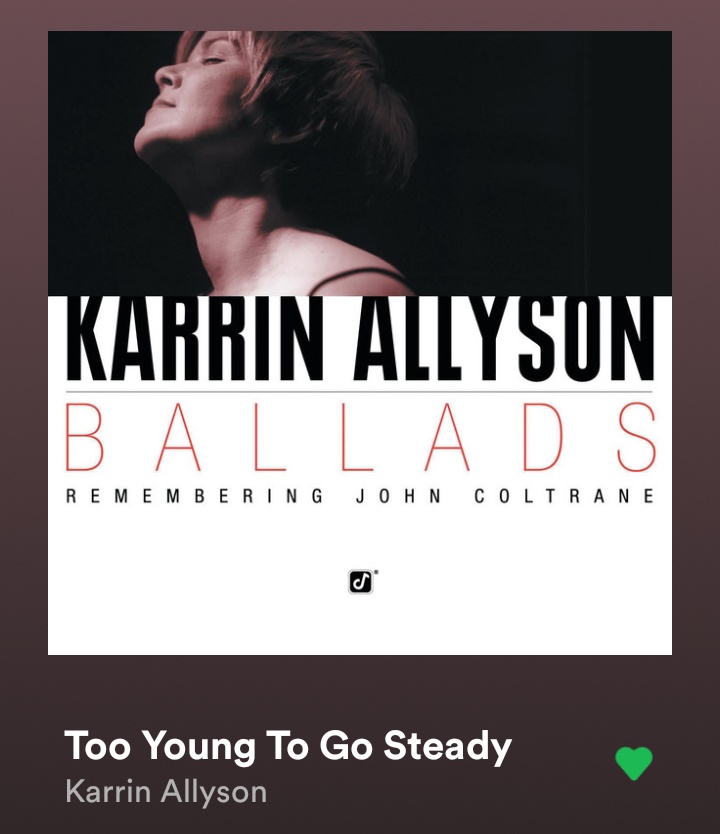 KARRIN ALLYSON
BALLADS
REMEMBERING JOHN COLTRANE
Too Young To Go Steady
Karrin Allyson